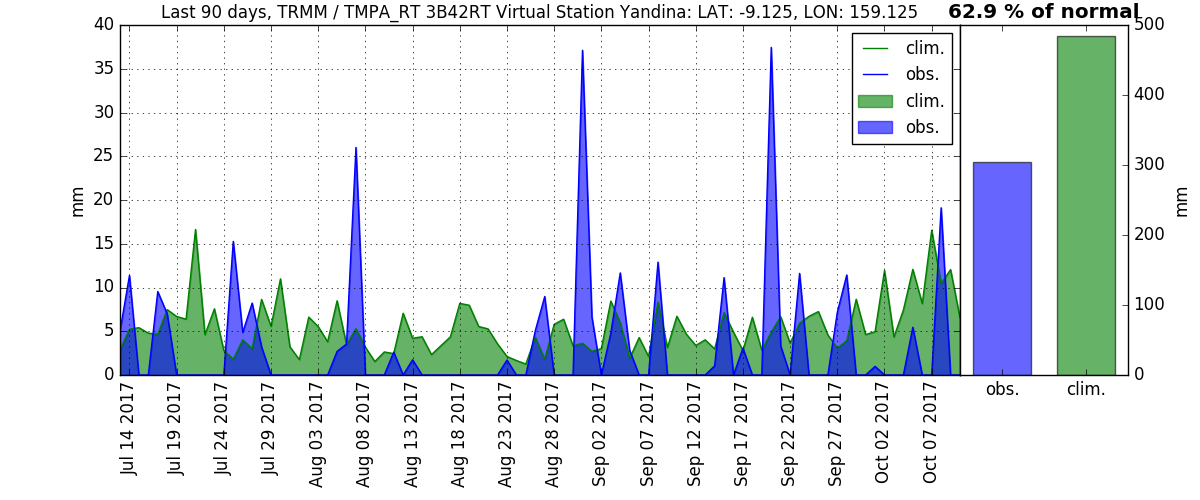 Last 90 days, TRMM / TMPA_RT 3B42RT Virtual Station Yandina: LAT: -9.125, LON: 159.125
62.9 % of normal
mm
40
35
30
25
20
15
10
5
0
clim.
obs.
clim.
obs.
Jul 14 2017
Jul 19 2017
Jul 24 2017
Jul 29 2017
Aug 03 2017
Aug 08 2017
Aug 13 2017
Aug 18 2017
Aug 23 2017
Aug 28 2017
Sep 02 2017
Sep 07 2017
Sep 12 2017
Sep 17 2017
Sep 22 2017
Sep 27 2017
Oct 02 2017
Oct 07 2017
500
400
300
200
100
0
mm
obs.
clim.